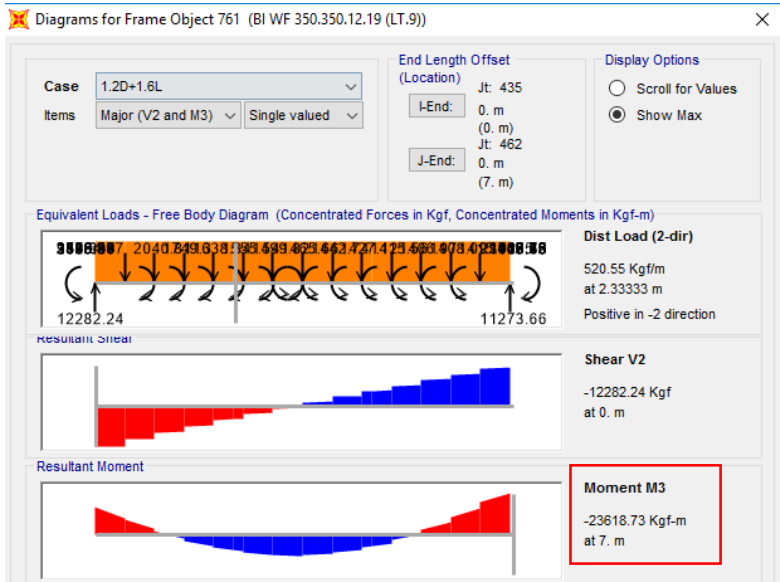 Diagrams for Frame Object 761 (BI WF 350.350.12.19 (LT.9))
Case 1.2D+1.6L
Items Major (V2 and M3) Single valued
End Length Offset
(Location)
Jt: 435
I-End: 0. m
(0. m)
Jt: 462
J-End: 0. m
(7. m)
Display Options
Scroll for Values
Show Max
Equivalent Loads - Free Body Diagram (Concentrated Forces in Kgf, Concentrated Moments in Kgf-m)
12282.24
11273.66
Dist Load (2-dir)
520.55 Kgf/m
at 2.33333 m
Positive in -2 direction
Resultant Shear
Shear V2
-12282.24 Kgf
at 0. m
Resultant Moment
Moment M3
-23618.73 Kgf-m
at 7. m